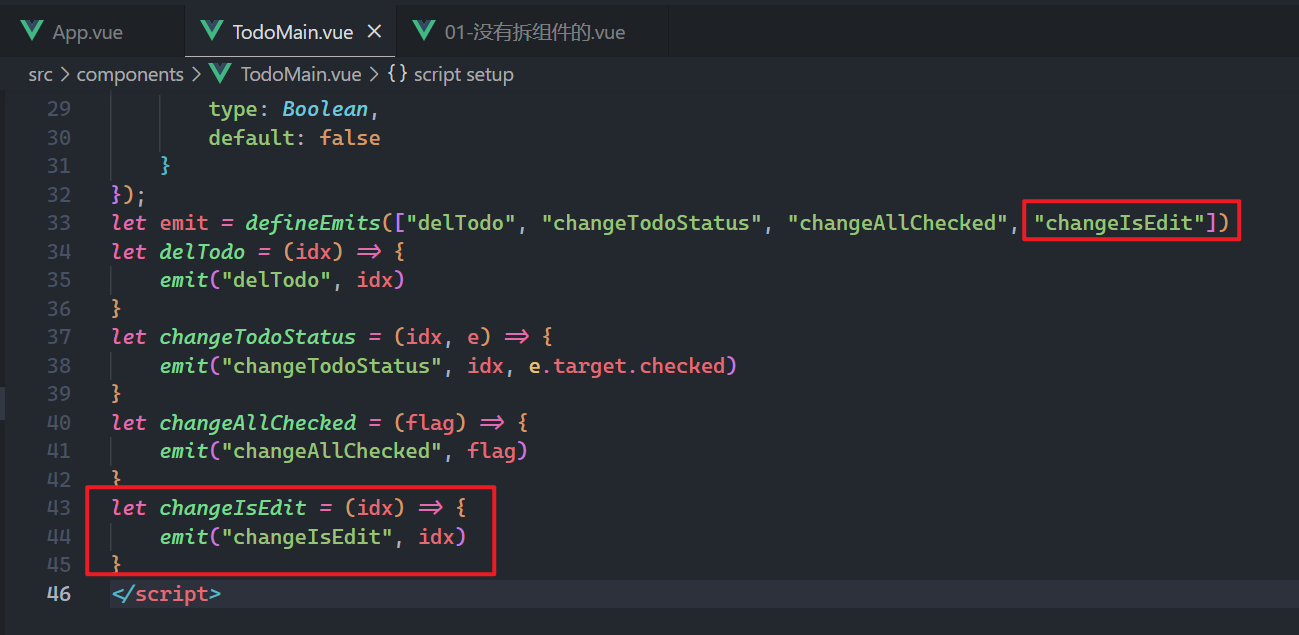 App.vue TodoMain.vue × 01-没有拆组件的.vue
src > components > TodoMain.vue > {} script setup
29 type: Boolean,
30 default: false
31 }
32 });
33 let emit = defineEmits(["delTodo", "changeTodoStatus", "changeAllChecked", "changeIsEdit"])
34 let delTodo = (idx) => {
35 emit("delTodo", idx)
36 }
37 let changeTodoStatus = (idx, e) => {
38 emit("changeTodoStatus", idx, e.target.checked)
39 }
40 let changeAllChecked = (flag) => {
41 emit("changeAllChecked", flag)
42 }
43 let changeIsEdit = (idx) => {
44 emit("changeIsEdit", idx)
45 }
46 </script>